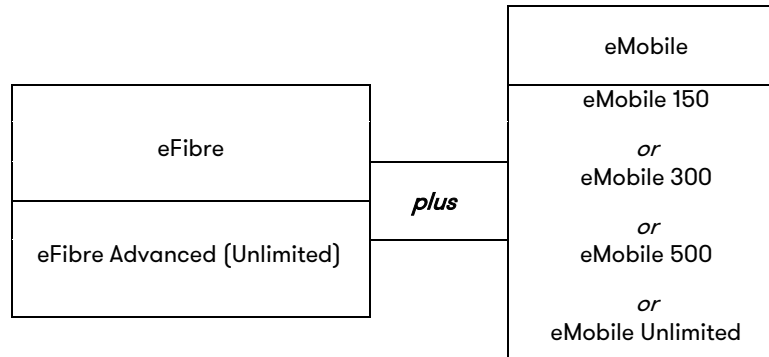 eFibre
eFibre Advanced (Unlimited)
plus
eMobile
eMobile 150
or
eMobile 300
or
eMobile 500
or
eMobile Unlimited